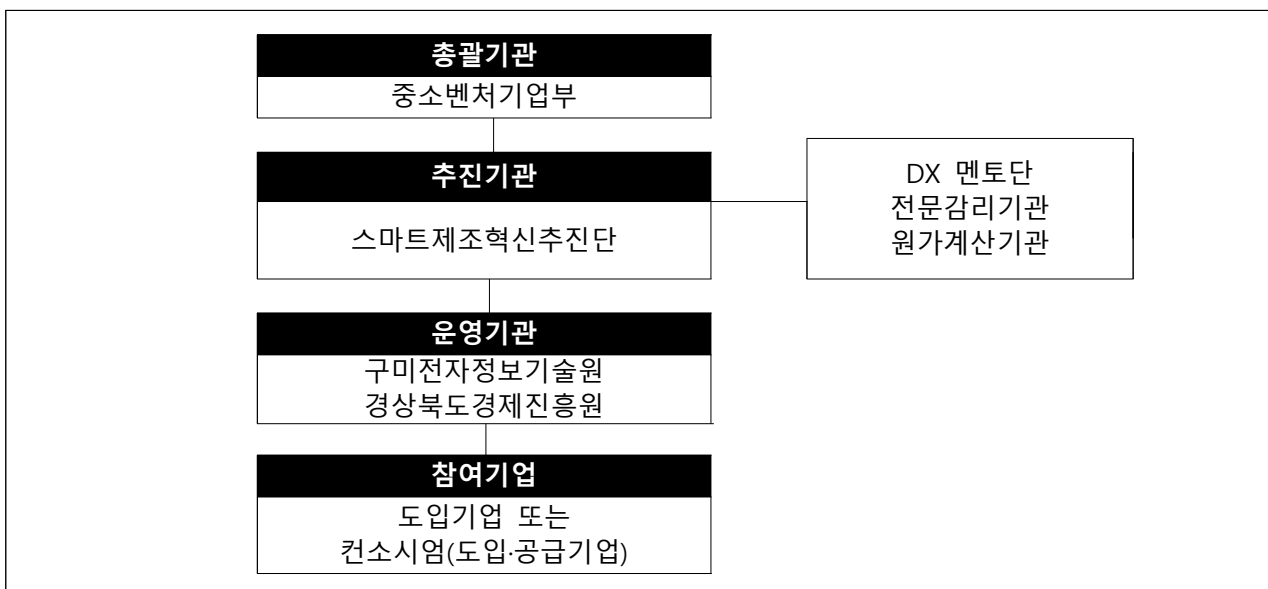 총괄기관
중소벤처기업부
추진기관
스마트제조혁신추진단
DX 멘토단
전문감리기관
원가계산기관
운영기관
구미전자정보기술원
경상북도경제진흥원
참여기업
도입기업 또는
컨소시엄(도입·공급기업)